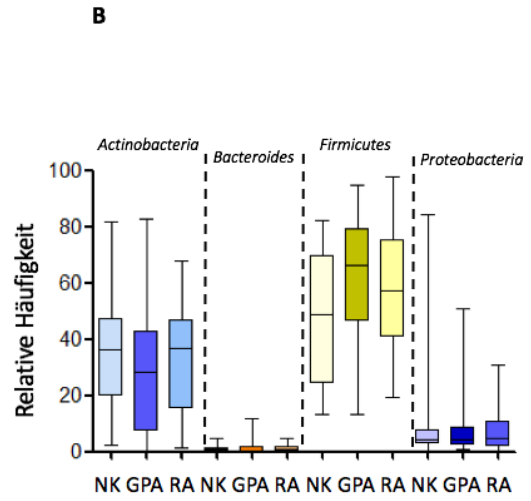 B
Actinobacteria
Bacteroides
Firmicutes
Proteobacteria
Relative Häufigkeit
100
80
60
40
20
0
NK GPA RA NK GPA RA NK GPA RA NK GPA RA